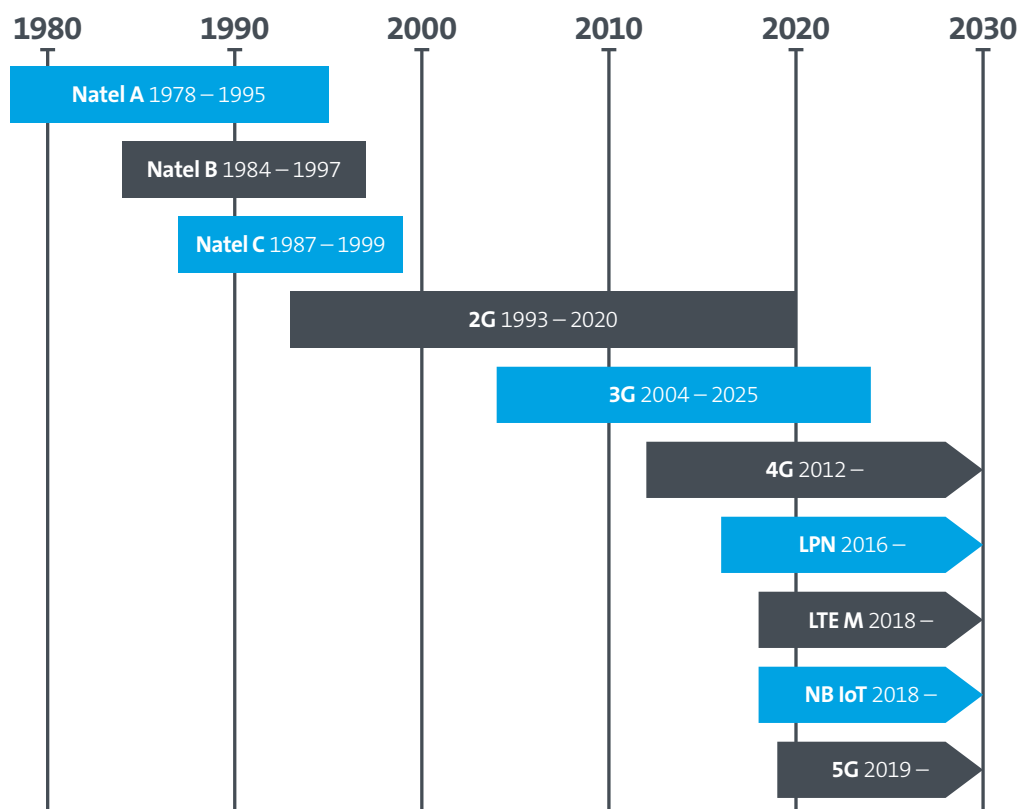 1980 1990 2000 2010 2020 2030
Natel A 1978 – 1995
Natel B 1984 – 1997
Natel C 1987 – 1999
2G 1993 – 2020
3G 2004 – 2025
4G 2012 –
LPN 2016 –
LTE M 2018 –
NB IoT 2018 –
5G 2019 –